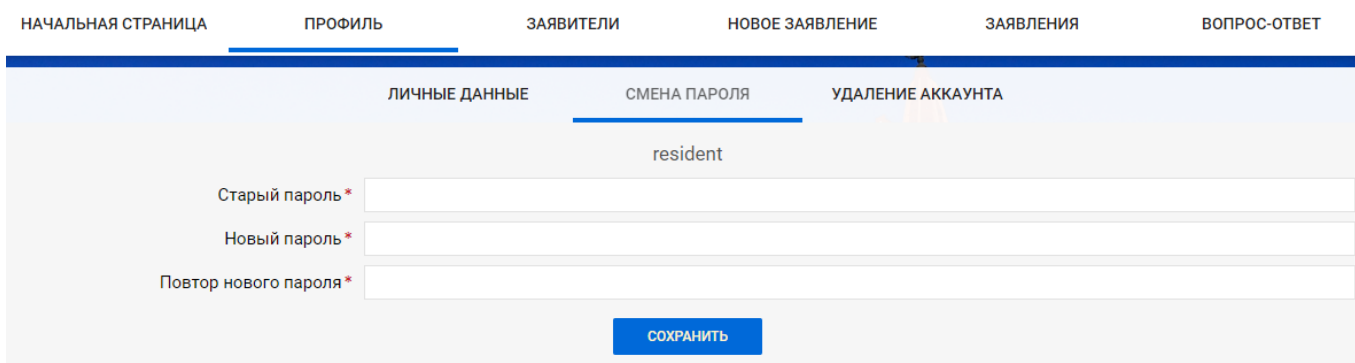 НАЧАЛЬНАЯ СТРАНИЦА ПРОФИЛЬ ЗАЯВИТЕЛИ НОВОЕ ЗАЯВЛЕНИЕ ЗАЯВЛЕНИЯ ВОПРОС-ОТВЕТ
ЛИЧНЫЕ ДАННЫЕ СМЕНА ПАРОЛЯ УДАЛЕНИЕ АККАУНТА
resident
Старый пароль *
Новый пароль *
Повтор нового пароля *
СОХРАНИТЬ